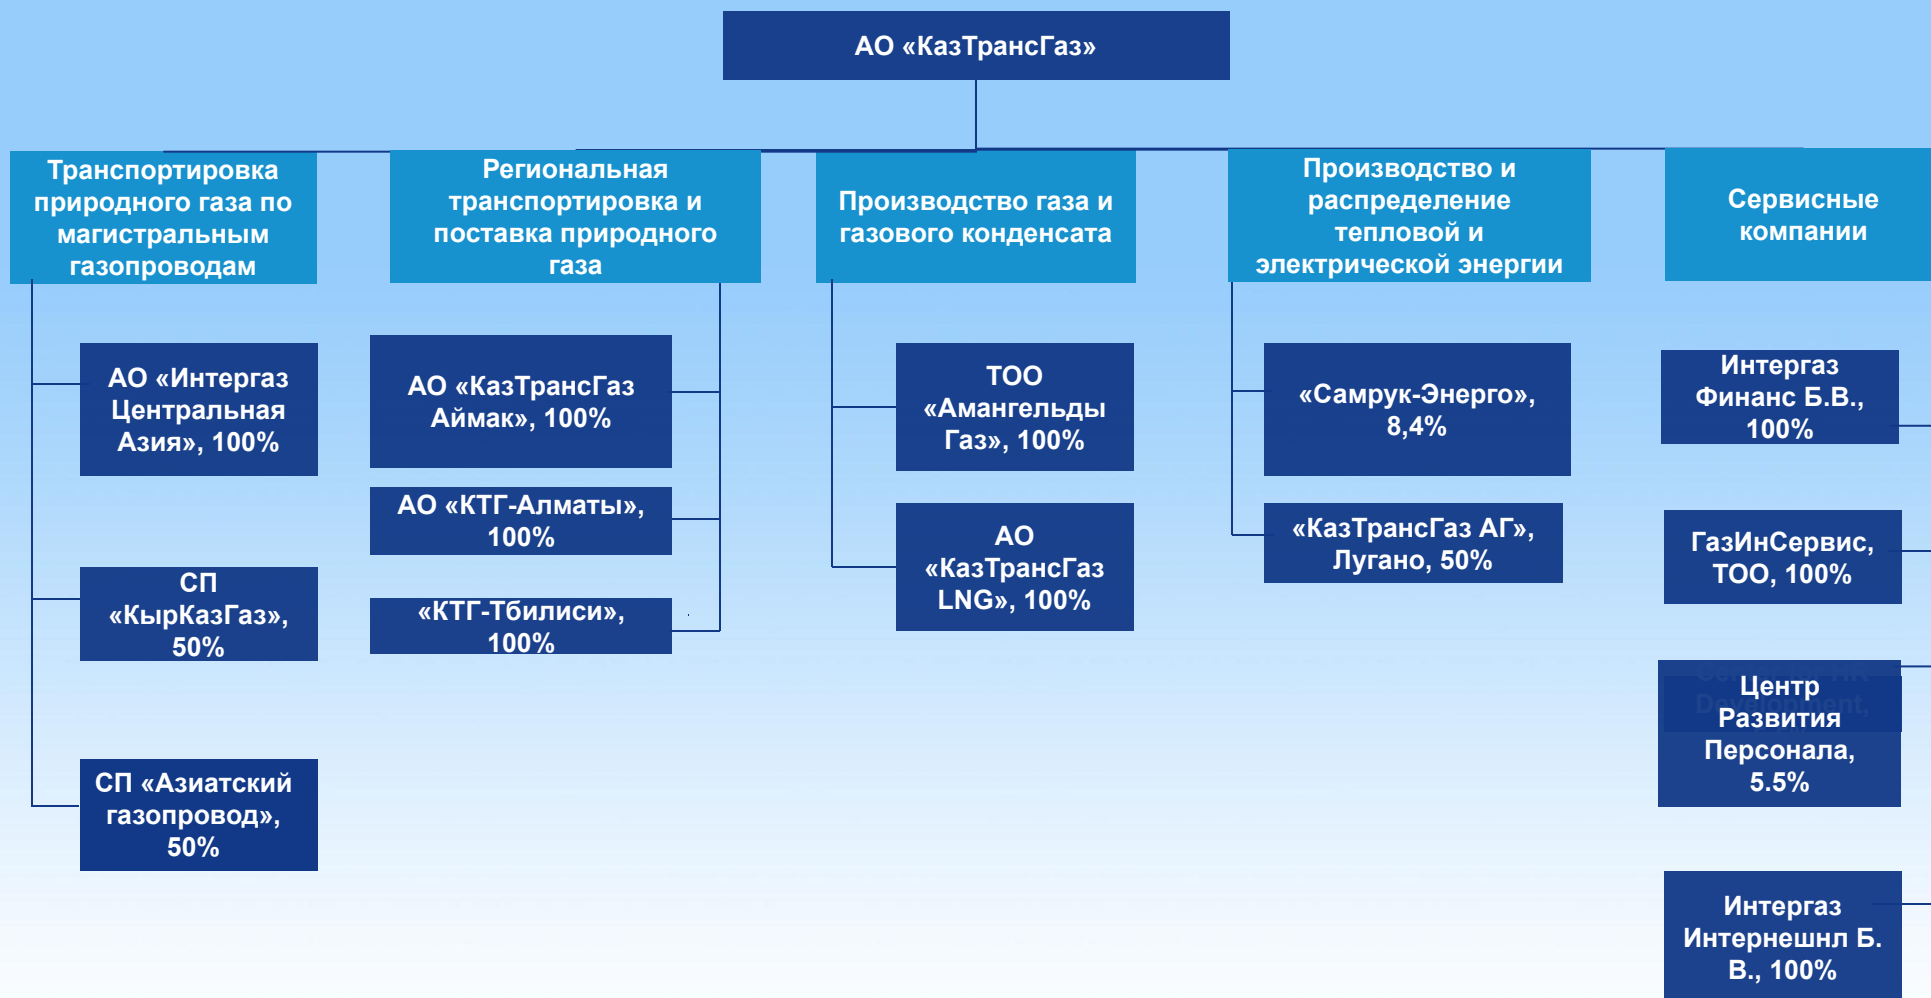 АО «КазТрансГаз»
Транспортировка
природного газа по
магистральным
газопроводам
Региональная
транспортировка и
поставка природного
газа
Производство газа и
газового конденсата
Производство и
распределение
тепловой и
электрической энергии
Сервисные
компании
АО «Интергаз
Центральная
Азия», 100%
СП
«КырКазГаз»,
50%
СП «Азиатский
газопровод»,
50%
АО «КазТрансГаз
Аймак», 100%
АО «КТГ-Алматы»,
100%
«КТГ-Тбилиси»,
100%
ТОО
«Амангельды
Газ», 100%
АО
«КазТрансГаз
LNG», 100%
«Самрук-Энерго»,
8,4%
«КазТрансГаз АГ»,
Лугано, 50%
Интергаз
Финанс Б.В.,
100%
ГазИнСервис,
ТОО, 100%
Development,
Центр
Развития
Персонала,
5.5%
Интергаз
Интернешнл Б.
В., 100%